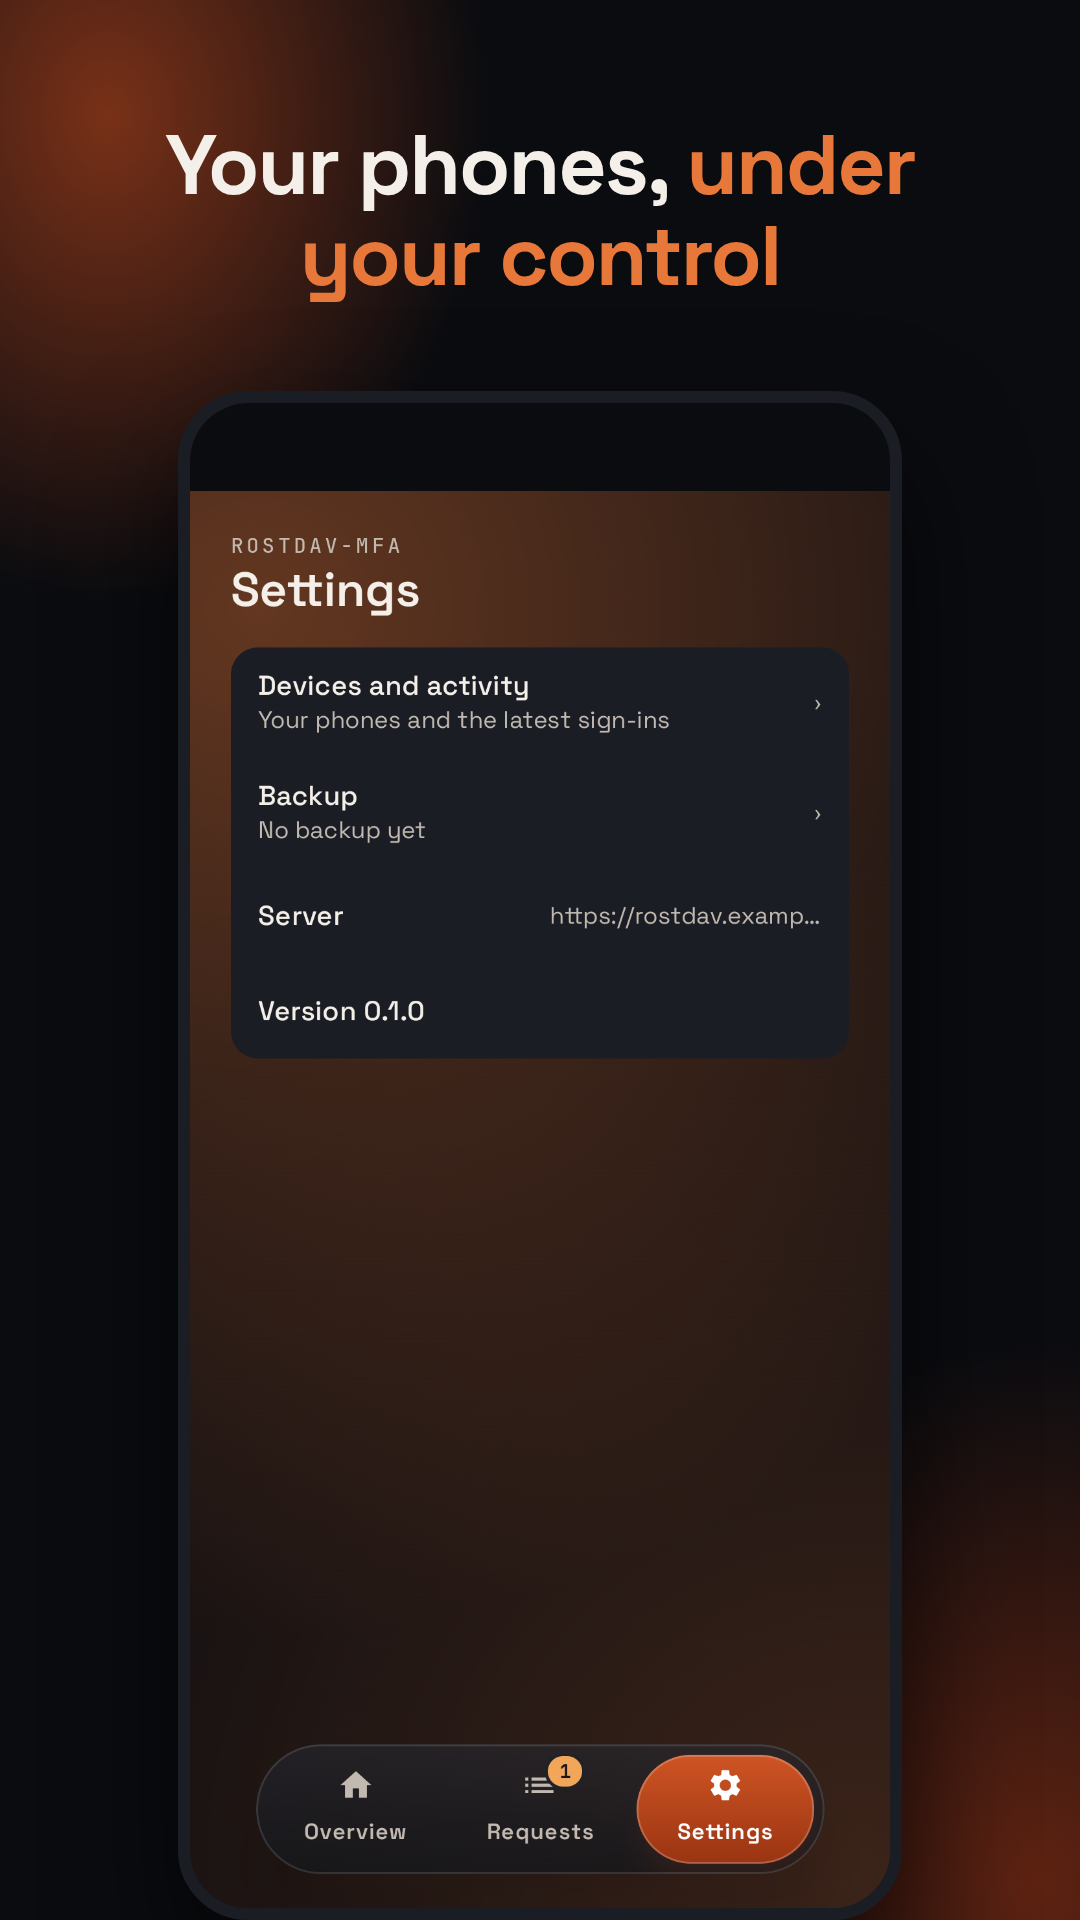 Your phones, under
your control
ROSTDAV-MFA
Settings
Devices and activity
Your phones and the latest sign-ins
›
Backup
No backup yet
›
Server https://rostdav.examp...
Version 0.1.0
1
Overview Requests Settings